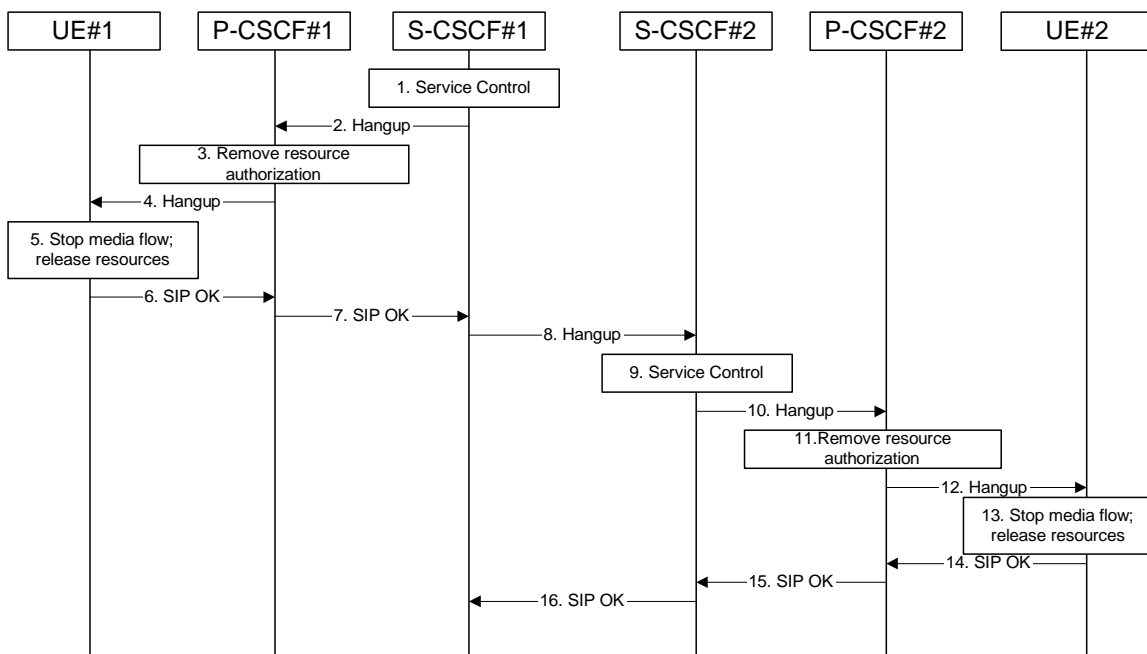 UE#1
P-CSCF#1
S-CSCF#1
S-CSCF#2
P-CSCF#2
UE#2
1. Service Control
2. Hangup
3. Remove resource
authorization
4. Hangup
5. Stop media flow;
release resources
6. SIP OK
7. SIP OK
8. Hangup
9. Service Control
10. Hangup
11.Remove resource
authorization
12. Hangup
13. Stop media flow;
release resources
14. SIP OK
15. SIP OK
16. SIP OK